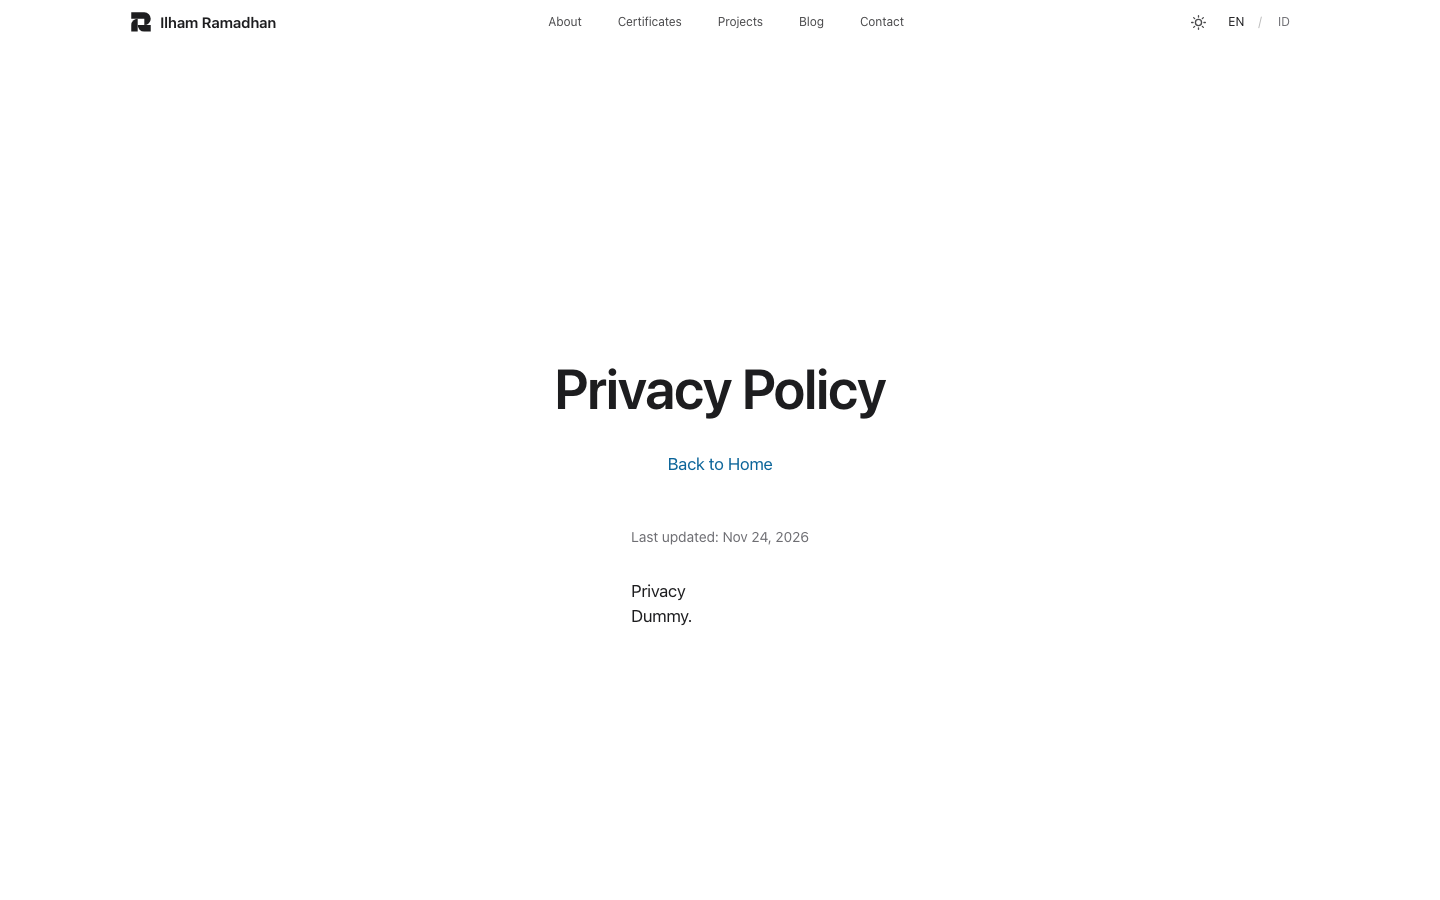 Ilham Ramadhan
About Certificates Projects Blog Contact
EN / ID
Privacy Policy
Back to Home
Last updated: Nov 24, 2026
Privacy
Dummy.